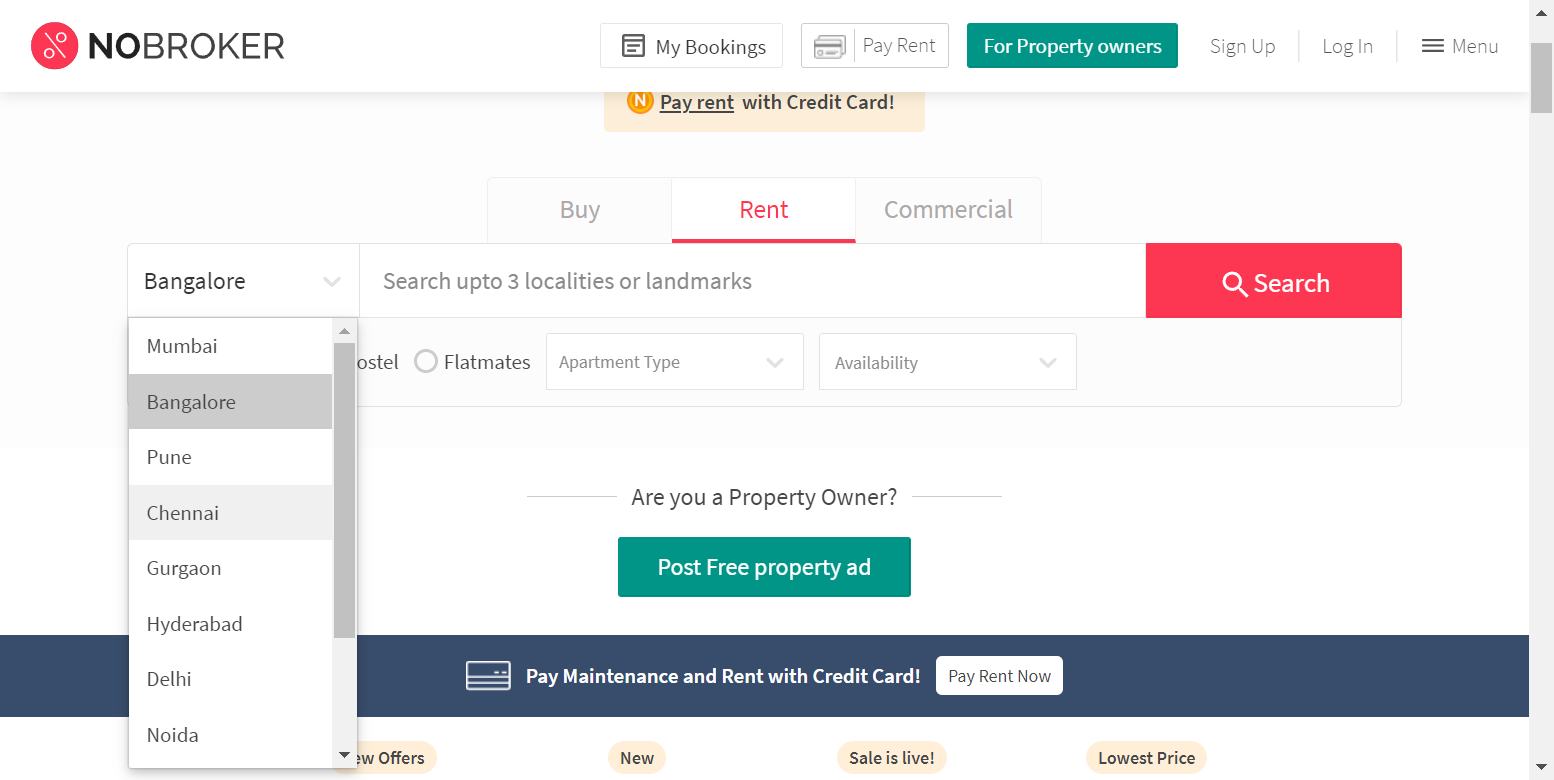 NOBROKER
My Bookings
Pay Rent
For Property owners
Sign Up
Log In
Menu
N
Pay rent with Credit Card!
Buy
Rent
Commercial
Bangalore
Search upto 3 localities or landmarks
Search
Mumbai
Bangalore
Pune
Chennai
Gurgaon
Hyderabad
Delhi
Noida
Flatmates
Apartment Type
Availability
Are you a Property Owner?
Post Free property ad
Pay Maintenance and Rent with Credit Card!
Pay Rent Now
Offers
New
Sale is live!
Lowest Price